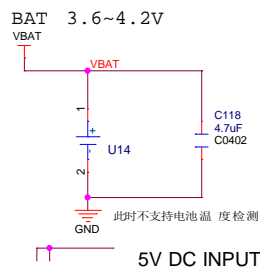 BAT 3.6~4.2V
VBAT
VBAT
1
+
C118
4.7uF
C0402
-
U14
2
GND
此时不支持电池温 度检测
5V DC INPUT